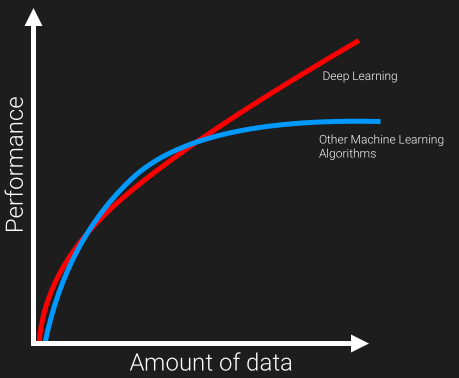 Performance
Deep Learning
Other Machine Learning
Algorithms
Amount of data